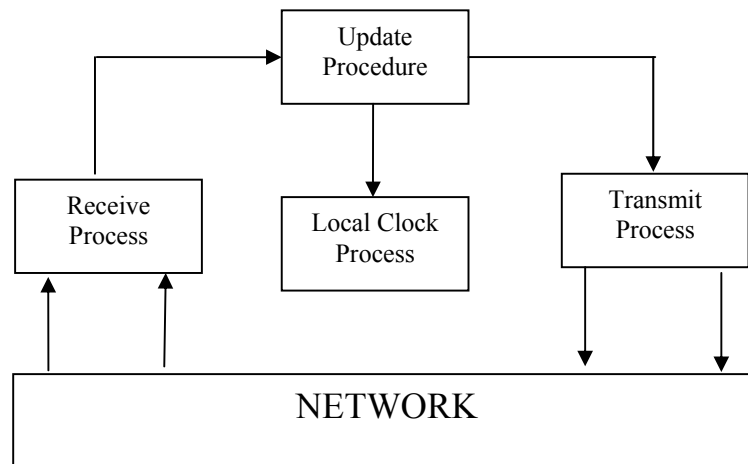 Update
Procedure
Receive
Process
Local Clock
Process
Transmit
Process
NETWORK